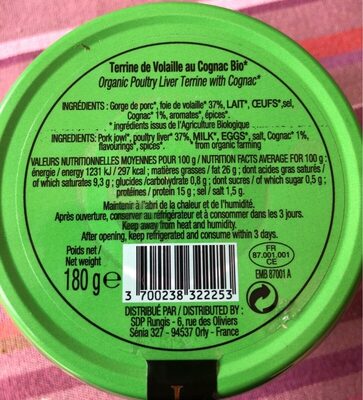 Terrine de Volaille au Cognac Bio*
Organic Poultry Liver Terrine with Cognac*
INGRÉDIENTS : Gorge de porc*, foie de volaille* 37%, LAIT*, ŒUFS*,sel,
Cognac* 1%, aromates*, épices*.
* ingrédients issus de l'Agriculture Biologique
INGREDIENTS: Pork jowl*, poultry liver* 37%, MILK*, EGGS*, salt, Cognac* 1%,
flavourings*, spices*. * from organic farming
VALEURS NUTRITIONNELLES MOYENNES POUR 100 g / NUTRITION FACTS AVERAGE FOR 100 g :
énergie / energy 1231 kJ / 297 kcal ; matières grasses / fat 26 g ; dont acides gras saturés /
of which saturates 9,3 g ; glucides /carbohydrate 0,8 g ; dont sucres / of which sugar 0,5 g ;
protéines / protein 15 g ; sel / salt 1,5 g.
Maintenir à l'abri de la chaleur et de l'humidité.
Après ouverture, conserver au réfrigérateur et à consommer dans les 3 jours.
Keep away from heat and humidity.
After opening, keep refrigerated and consume within 3 days.
Poids net /
Net weight
180 g e
FR
87.001.001
CE
EMB 87001 A
3 700238 322253
DISTRIBUÉ PAR / DISTRIBUTED BY :
SDP Rungis - 6, rue des Oliviers
Sénia 327 - 94537 Orly - France